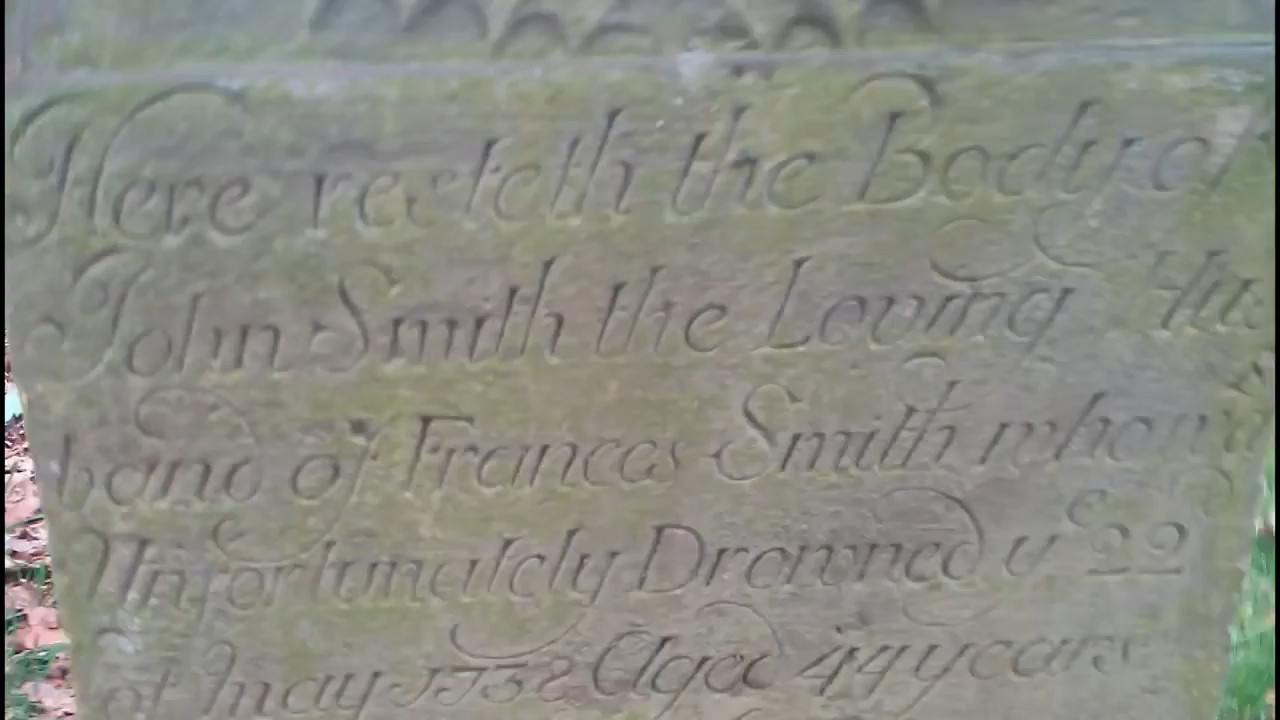 Here resteth the Body of
John Smith the Loving Hus
band of Frances Smith who was
Unfortunately Drowned ye 22
of May 1738 Aged 44 years